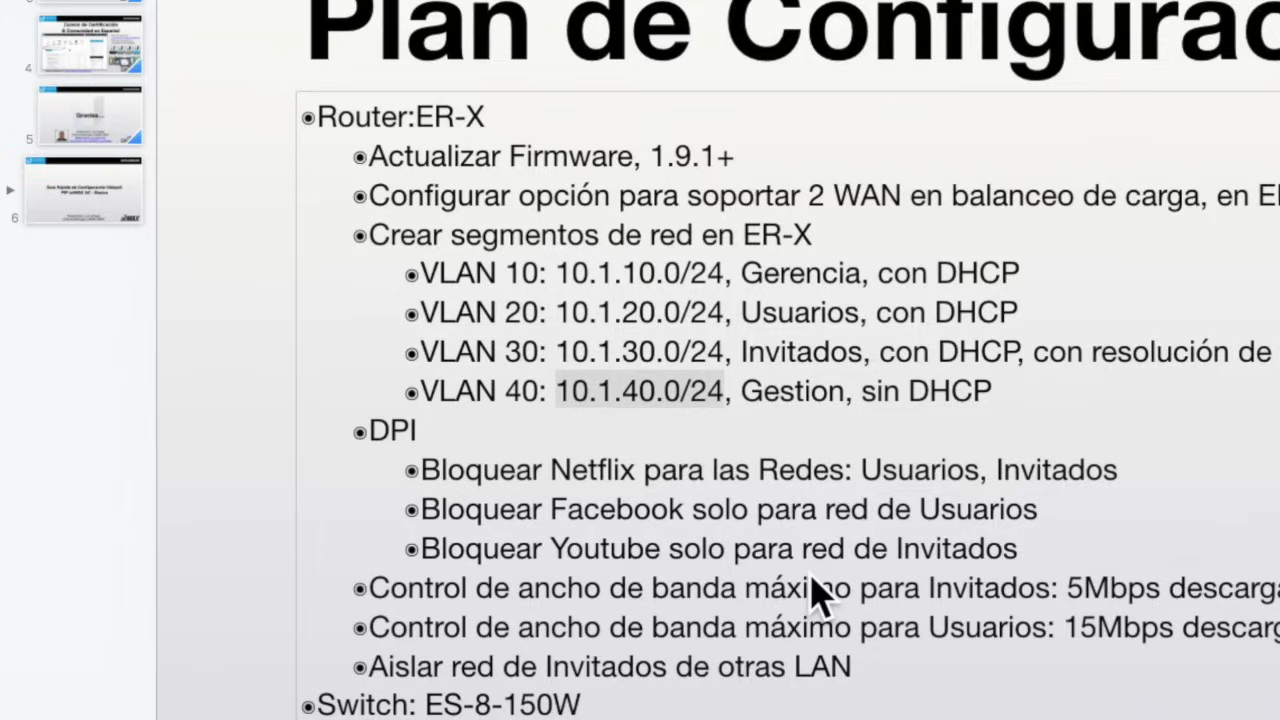 Plan de Configurac
Router:ER-X
Actualizar Firmware, 1.9.1+
Configurar opción para soportar 2 WAN en balanceo de carga, en
Crear segmentos de red en ER-X
VLAN 10: 10.1.10.0/24, Gerencia, con DHCP
VLAN 20: 10.1.20.0/24, Usuarios, con DHCP
VLAN 30: 10.1.30.0/24, Invitados, con DHCP, con resolución de
VLAN 40: 10.1.40.0/24, Gestion, sin DHCP
DPI
Bloquear Netflix para las Redes: Usuarios, Invitados
Bloquear Facebook solo para red de Usuarios
Bloquear Youtube solo para red de Invitados
Control de ancho de banda máximo para Invitados: 5Mbps descarga
Control de ancho de banda máximo para Usuarios: 15Mbps descarg
Aislar red de Invitados de otras LAN
Switch: ES-8-150W
4
Gracias...
5
6